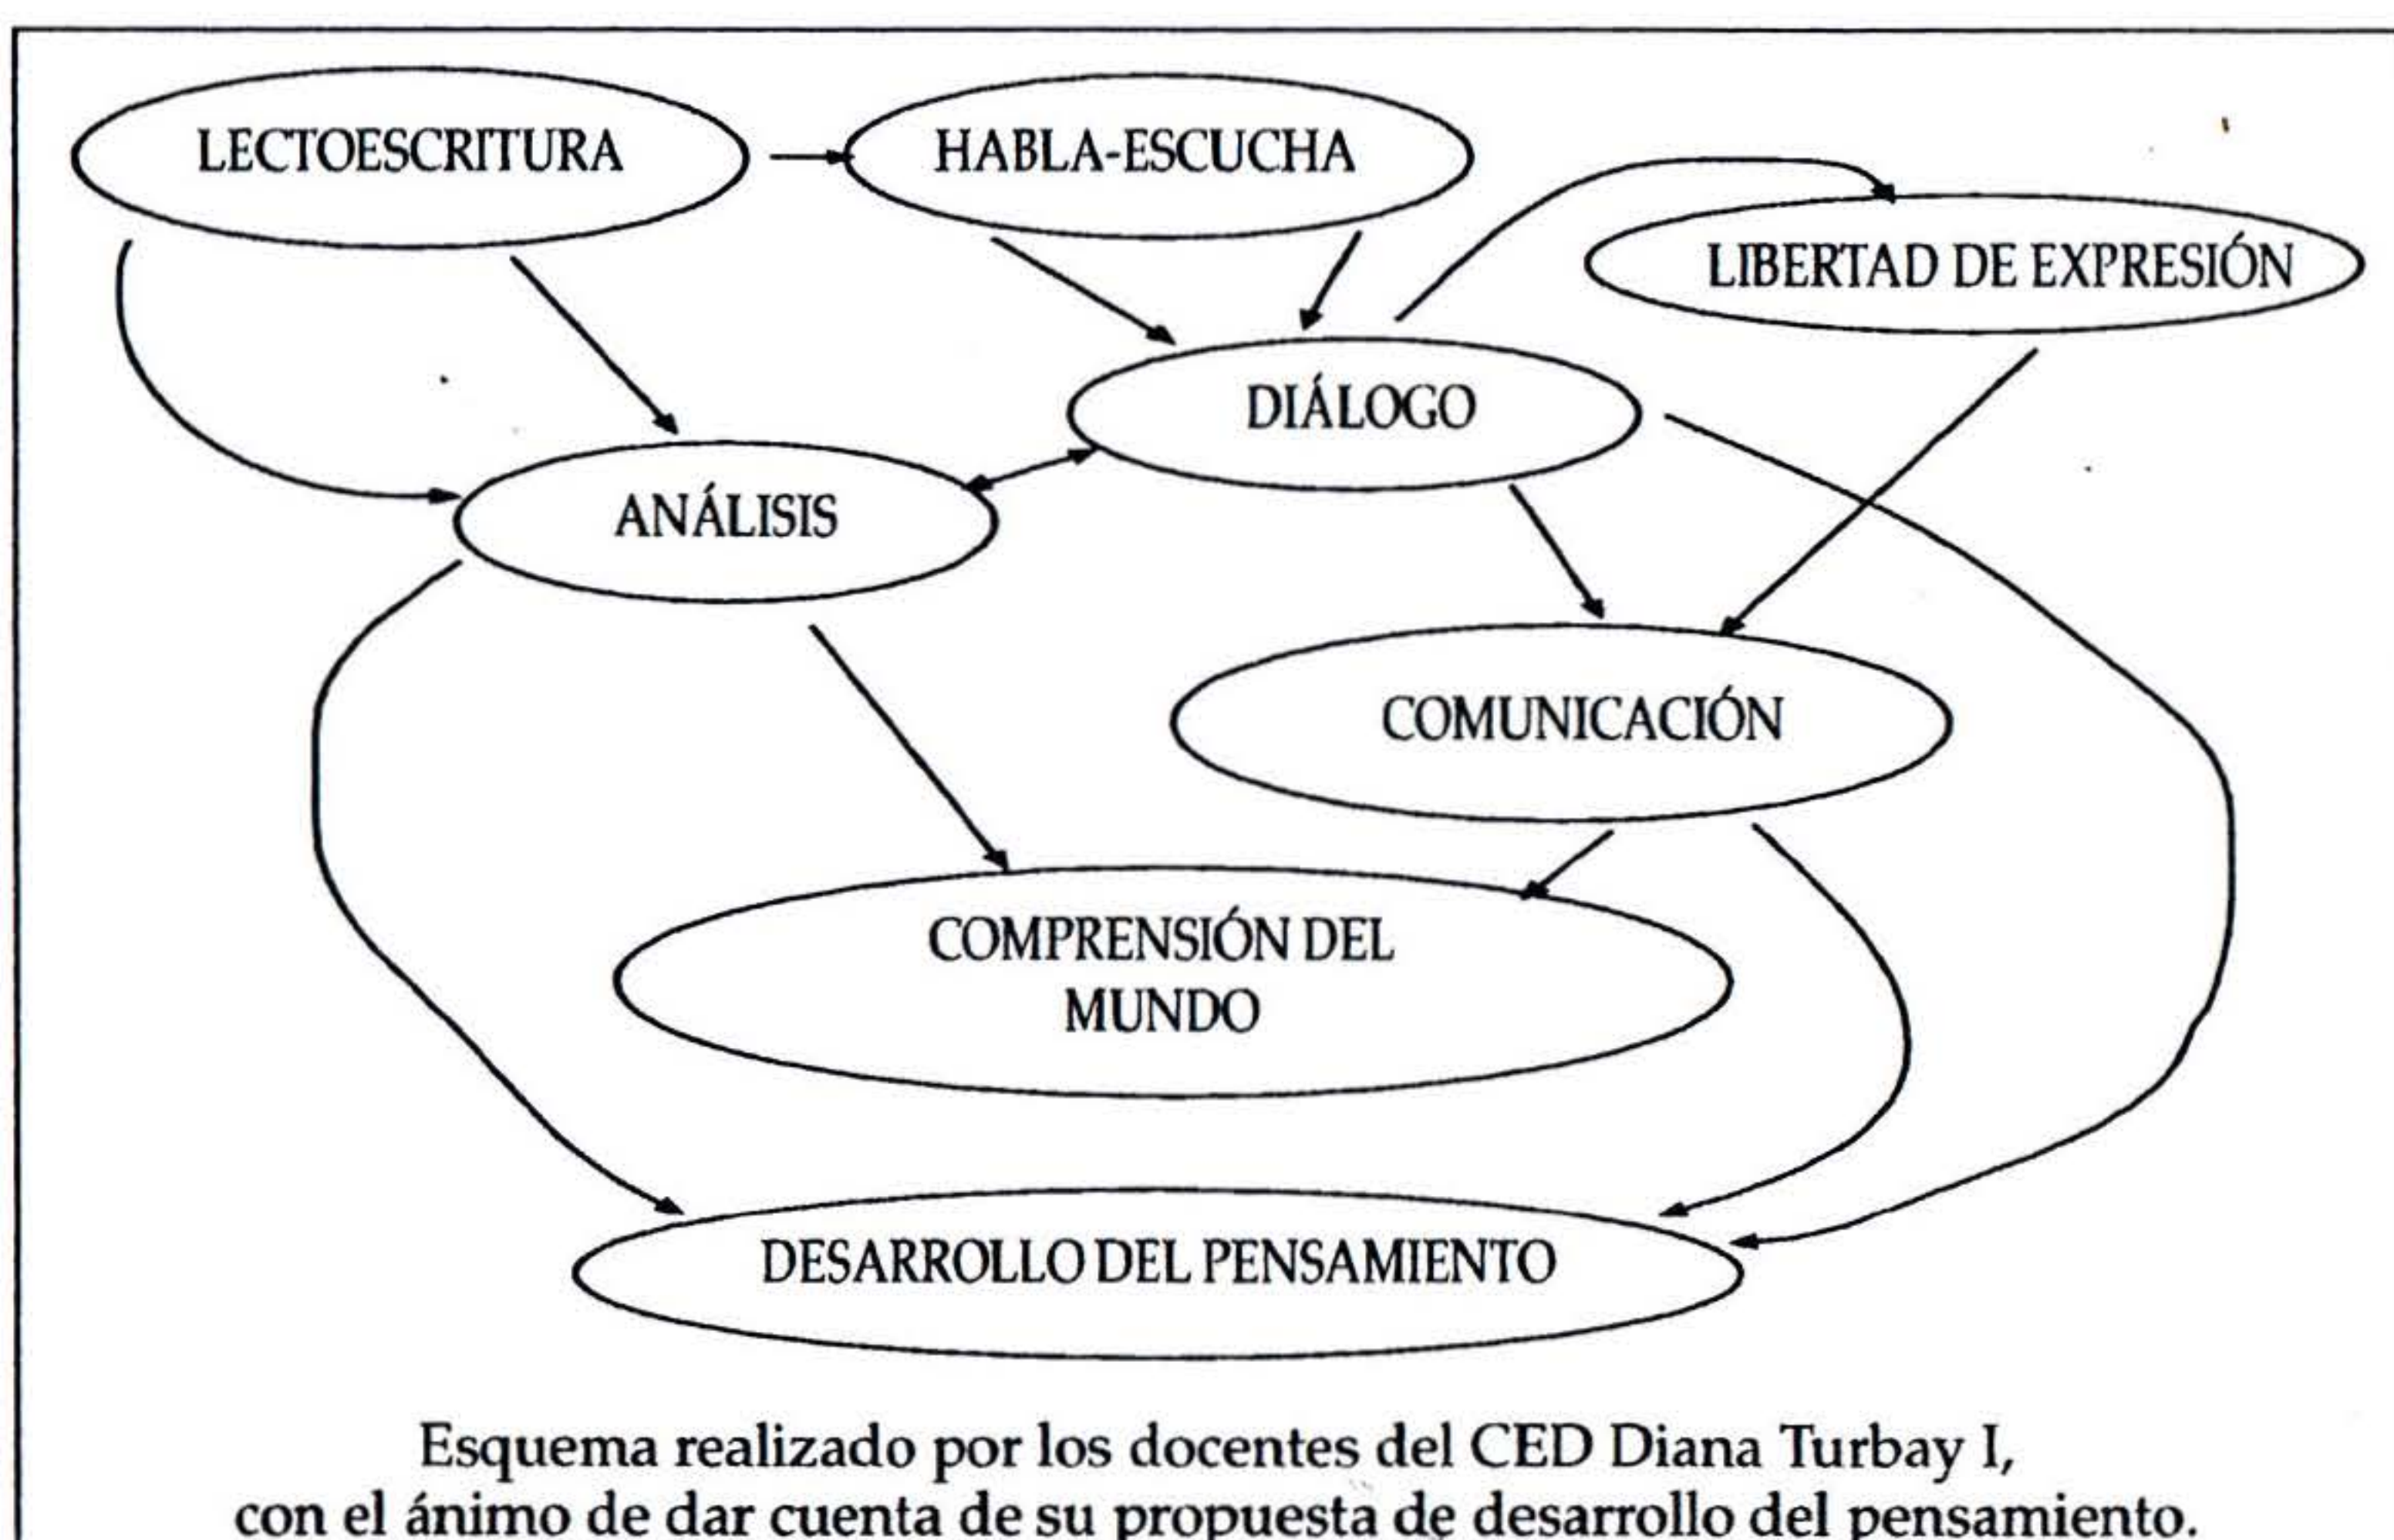 LECTOESCRITURA
HABLA-ESCUCHA
LIBERTAD DE EXPRESIÓN
DIÁLOGO
ANÁLISIS
COMUNICACIÓN
COMPRENSIÓN DEL
MUNDO
DESARROLLO DEL PENSAMIENTO
Esquema realizado por los docentes del CED Diana Turbay I,
con el ánimo de dar cuenta de su propuesta de desarrollo del pensamiento.